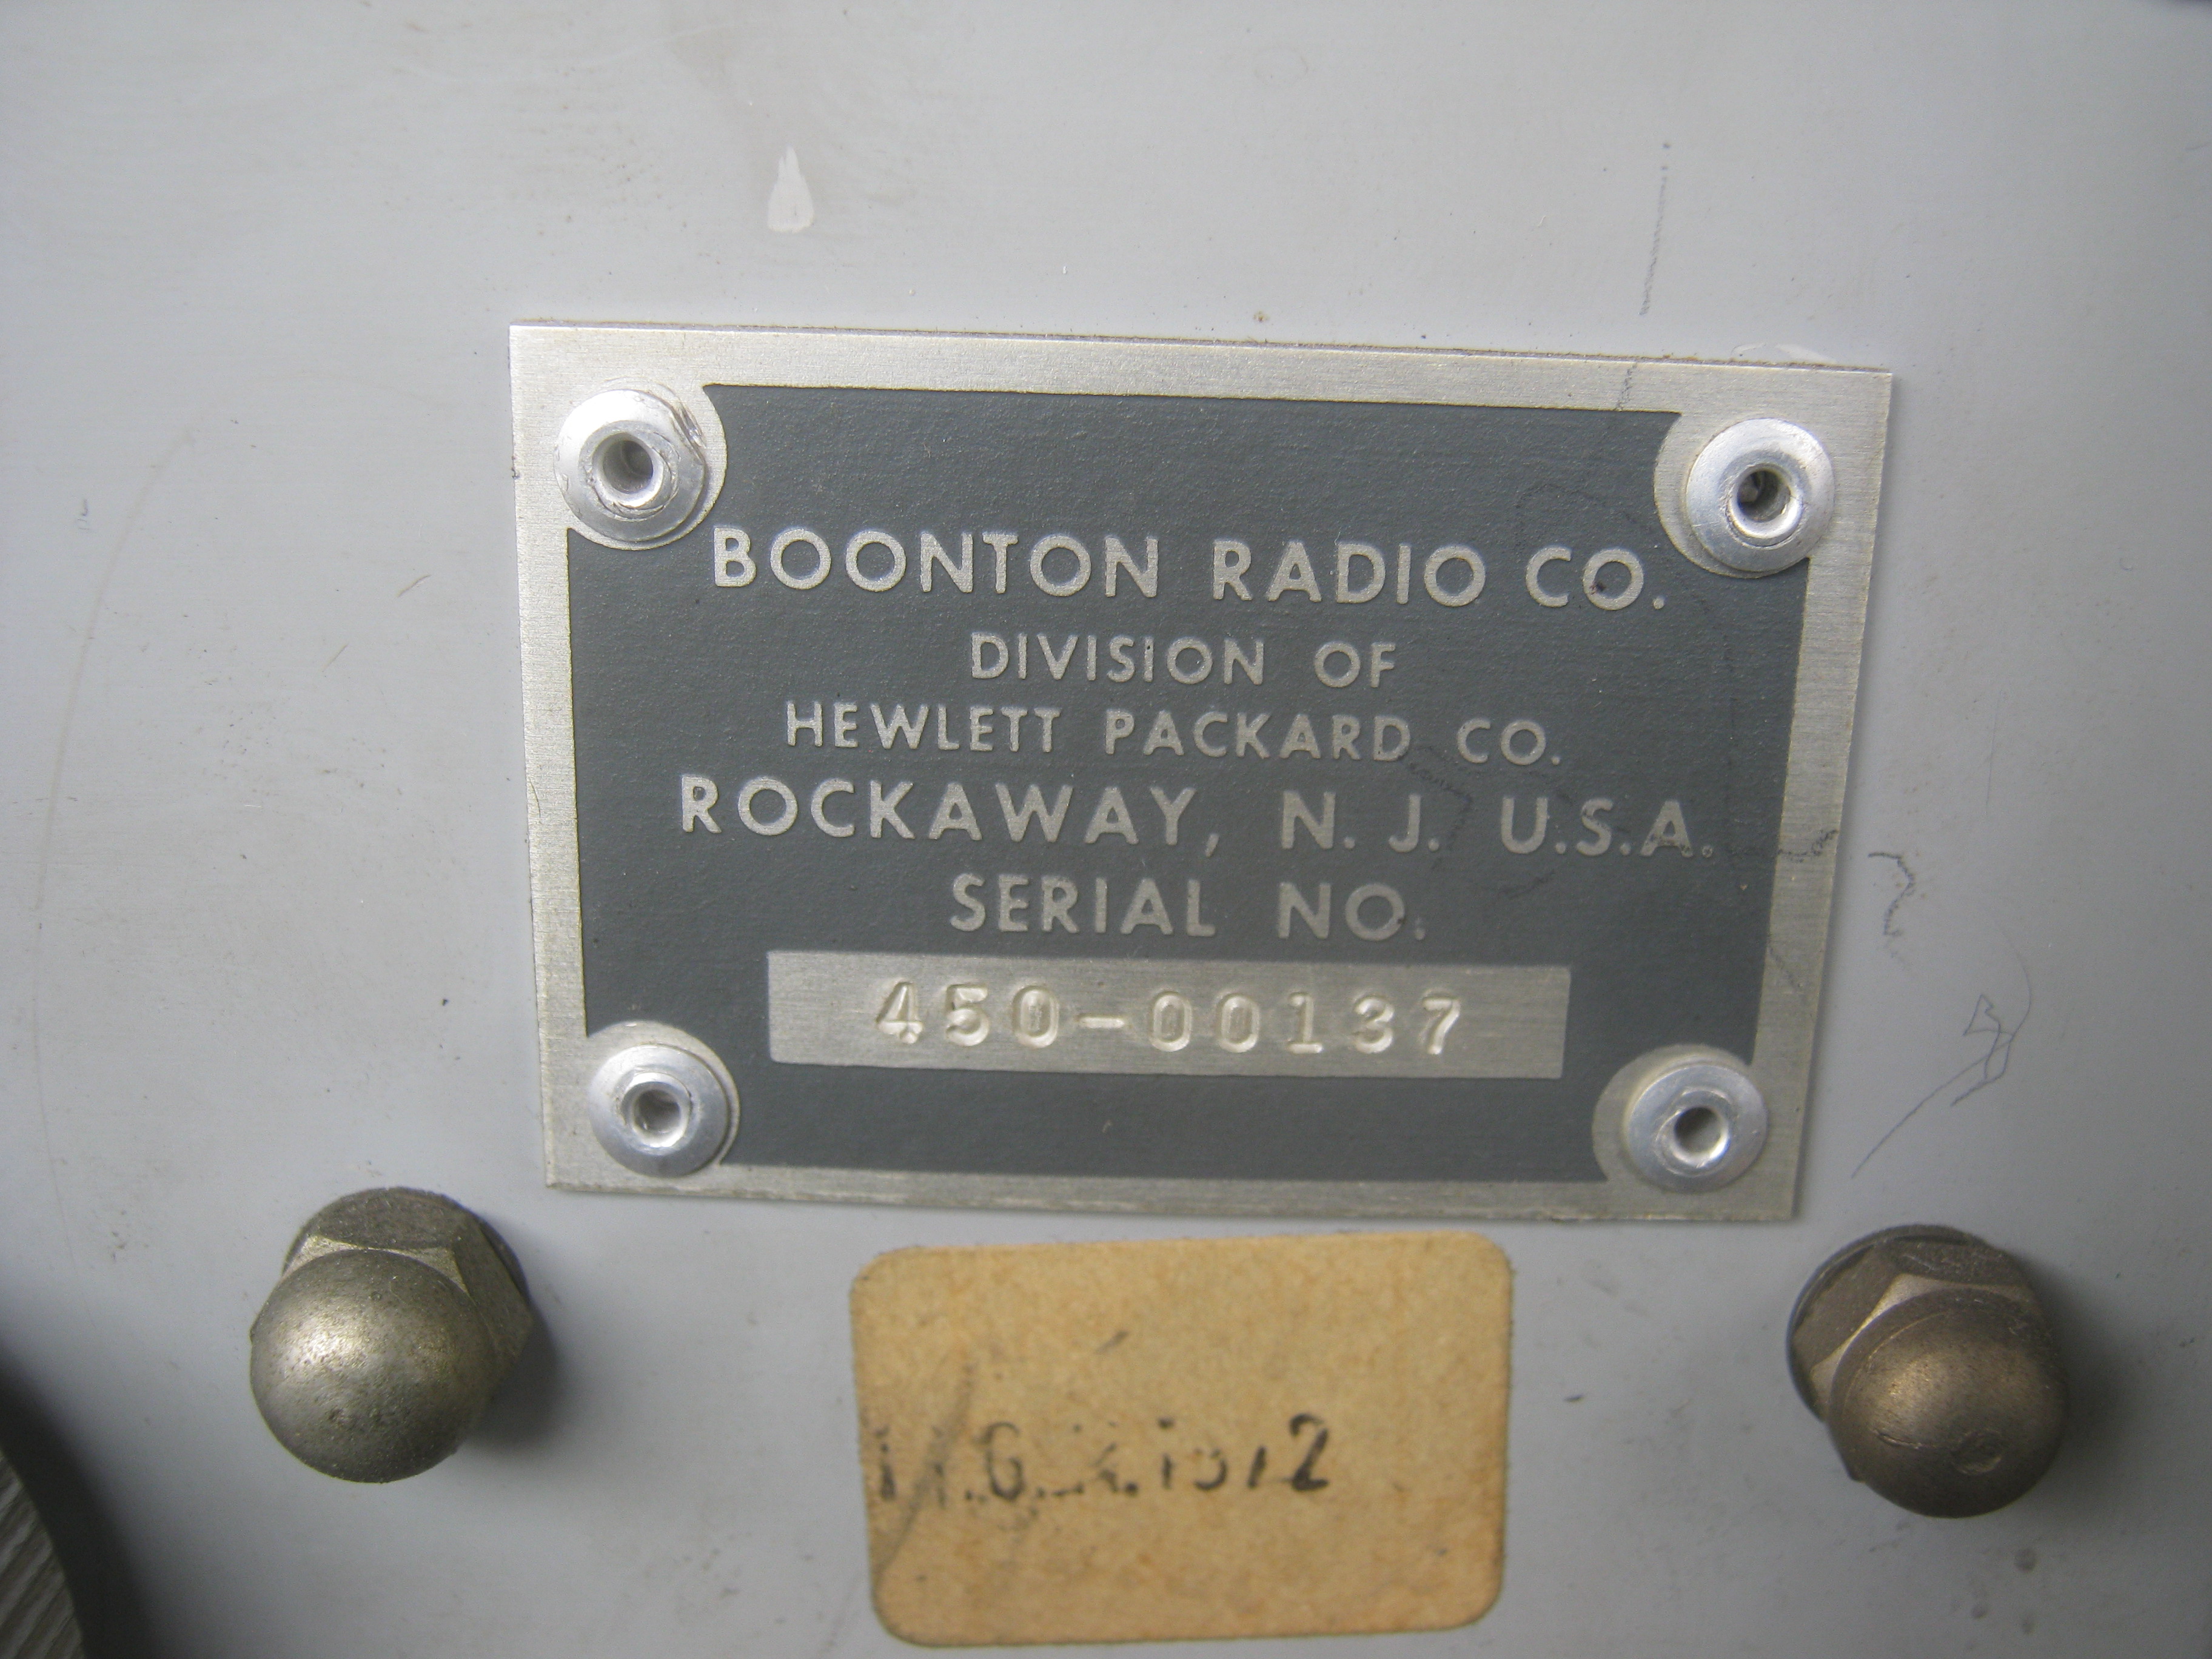 BOONTON RADIO CO.
DIVISION OF
HEWLETT PACKARD CO.
ROCKAWAY, N. J. U.S.A.
SERIAL NO.
450-00137